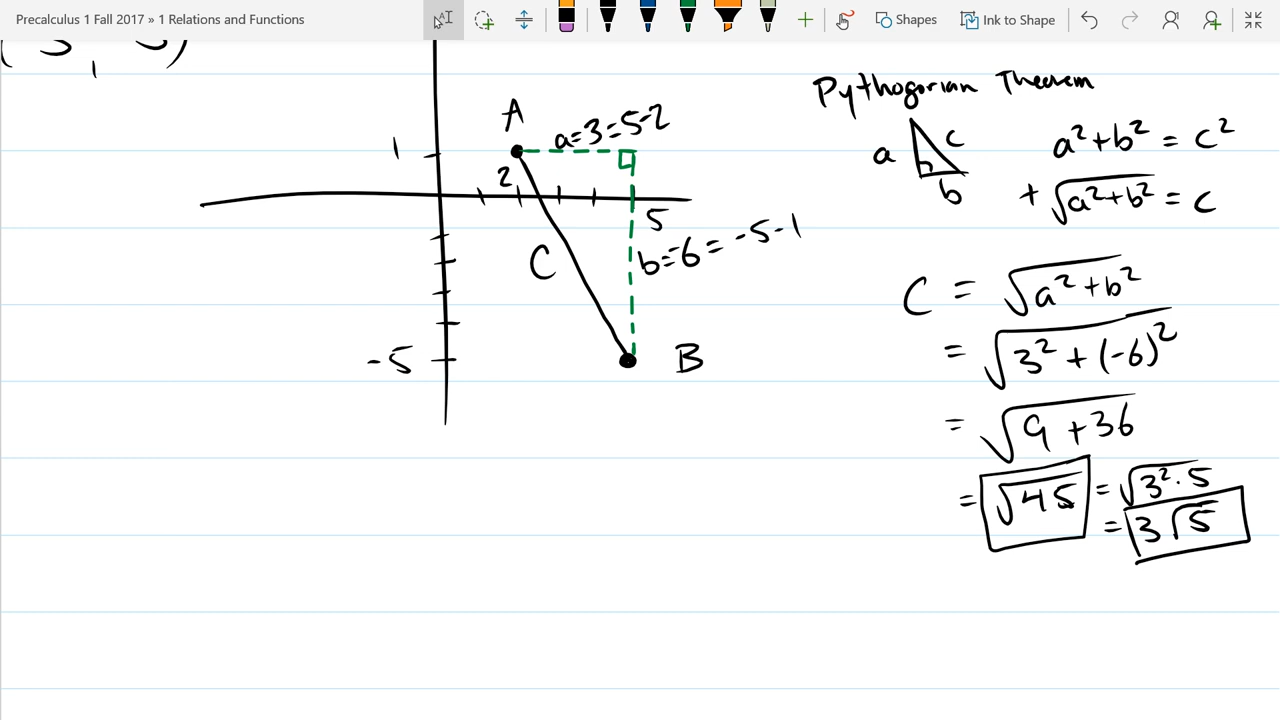 Precalculus 1 Fall 2017 » 1 Relations and Functions
Shapes
Ink to Shape
Pythogorian Theorem
a
c
b
a² + b² = c²
+ √(a² + b²) = c
A
a=3=5-2
1
2
5
b=-6=-5-1
C
-5
B
C = √(a² + b²)
= √(3² + (-6)²)
= √(9 + 36)
= √45 = √(3² · 5)
= 3√5